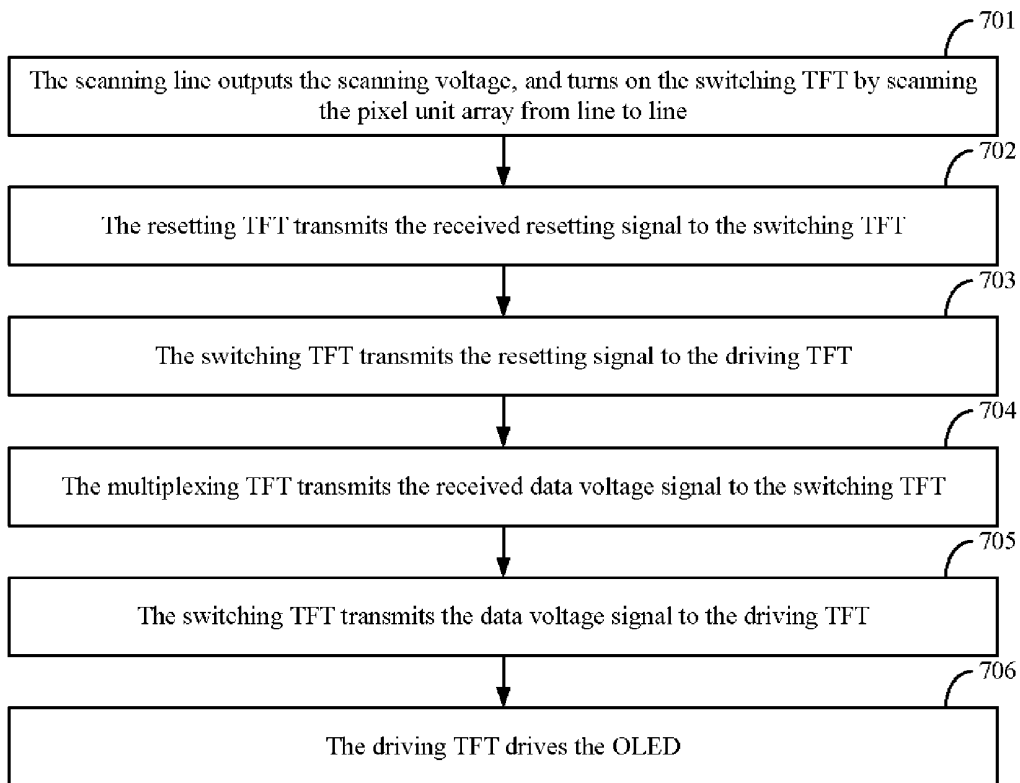 701
The scanning line outputs the scanning voltage, and turns on the switching TFT by scanning
the pixel unit array from line to line
702
The resetting TFT transmits the received resetting signal to the switching TFT
703
The switching TFT transmits the resetting signal to the driving TFT
704
The multiplexing TFT transmits the received data voltage signal to the switching TFT
705
The switching TFT transmits the data voltage signal to the driving TFT
706
The driving TFT drives the OLED